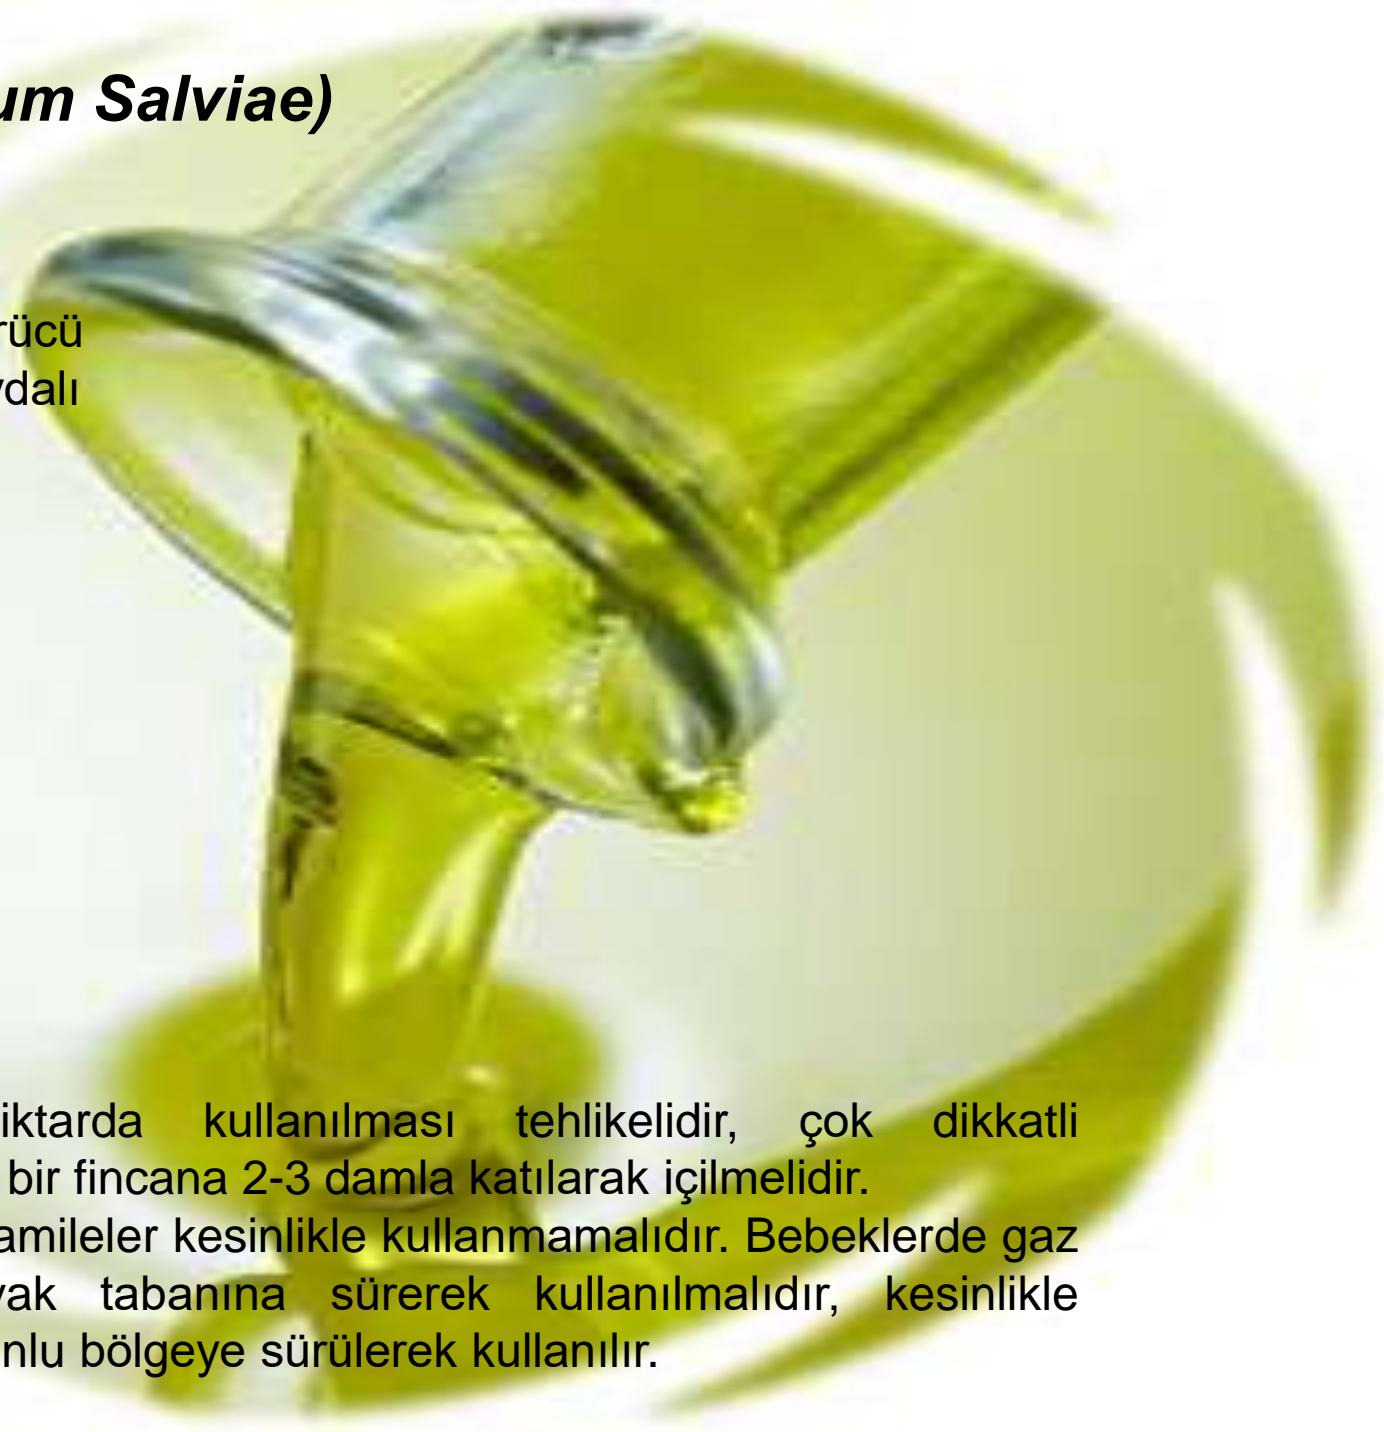 um Salviae)
rücü
ydalı
iktarda kullanılması tehlikelidir, çok dikkatli
bir fincana 2-3 damla katılarak içilmelidir.
amileler kesinlikle kullanmamalıdır. Bebeklerde gaz
yak tabanına sürerek kullanılmalıdır, kesinlikle
nlu bölgeye sürülerek kullanılır.